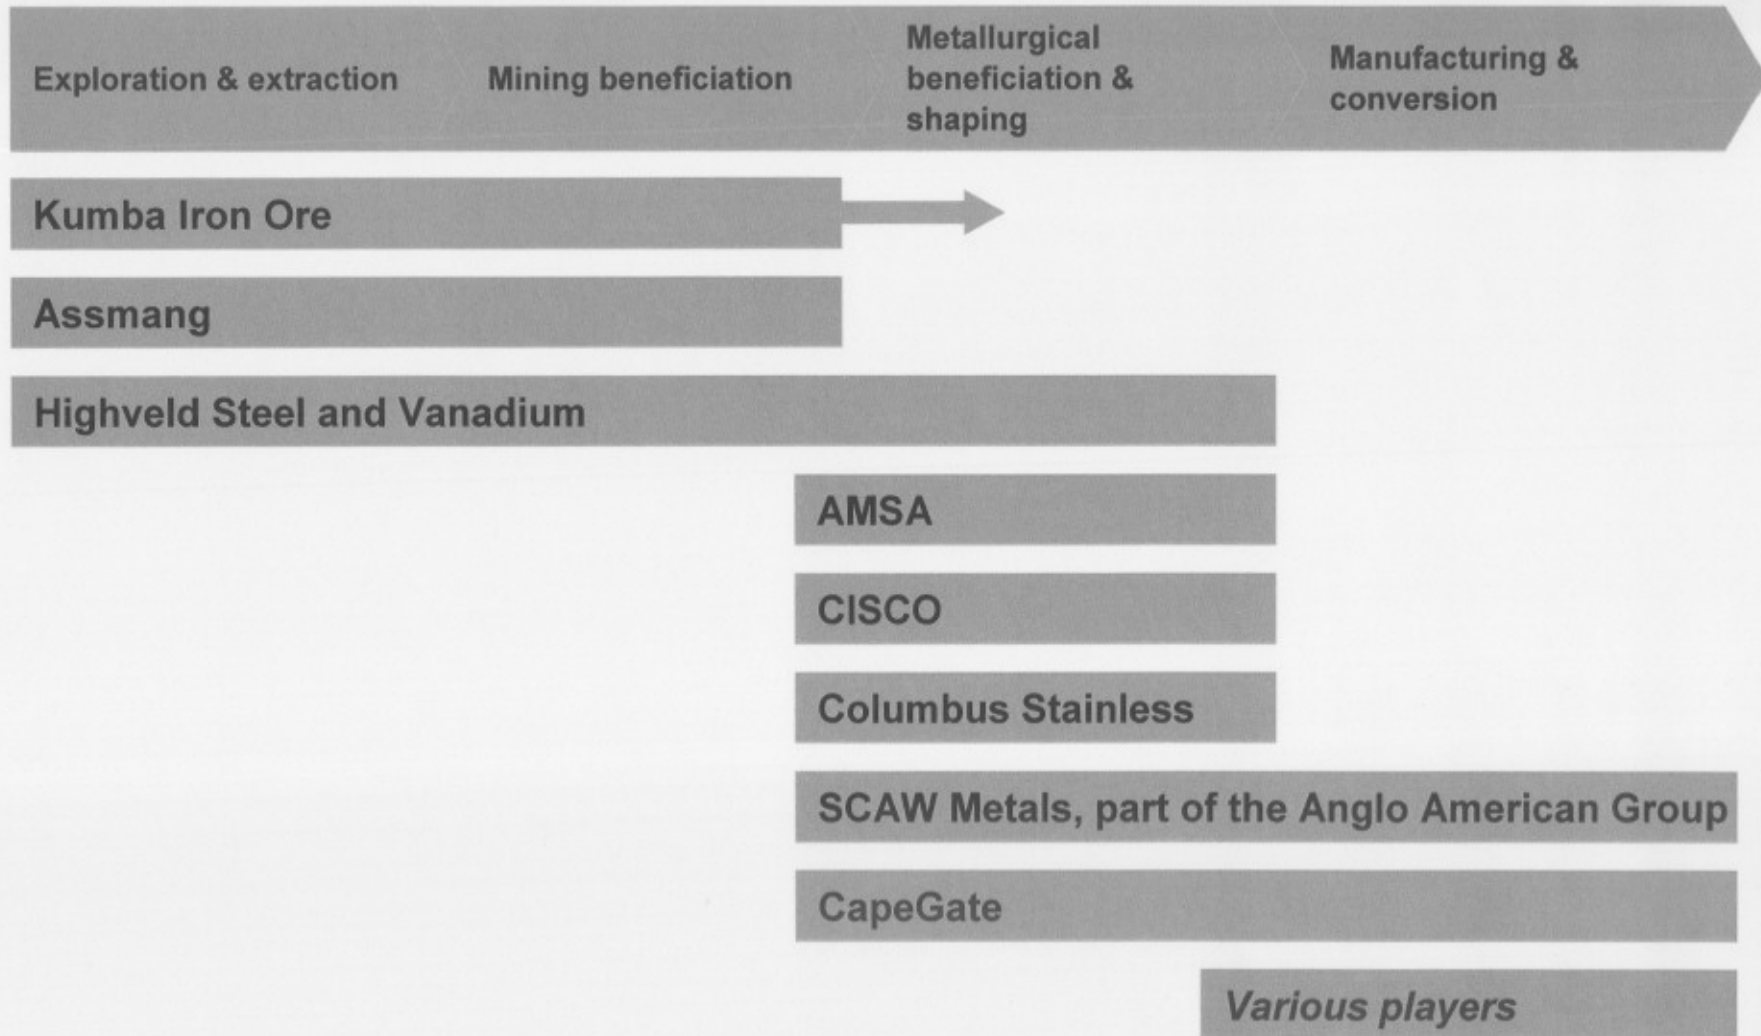 Exploration & extraction
Mining beneficiation
Metallurgical
beneficiation &
shaping
Manufacturing &
conversion
Kumba Iron Ore
Assmang
Highveld Steel and Vanadium
AMSA
CISCO
Columbus Stainless
SCAW Metals, part of the Anglo American Group
CapeGate
Various players